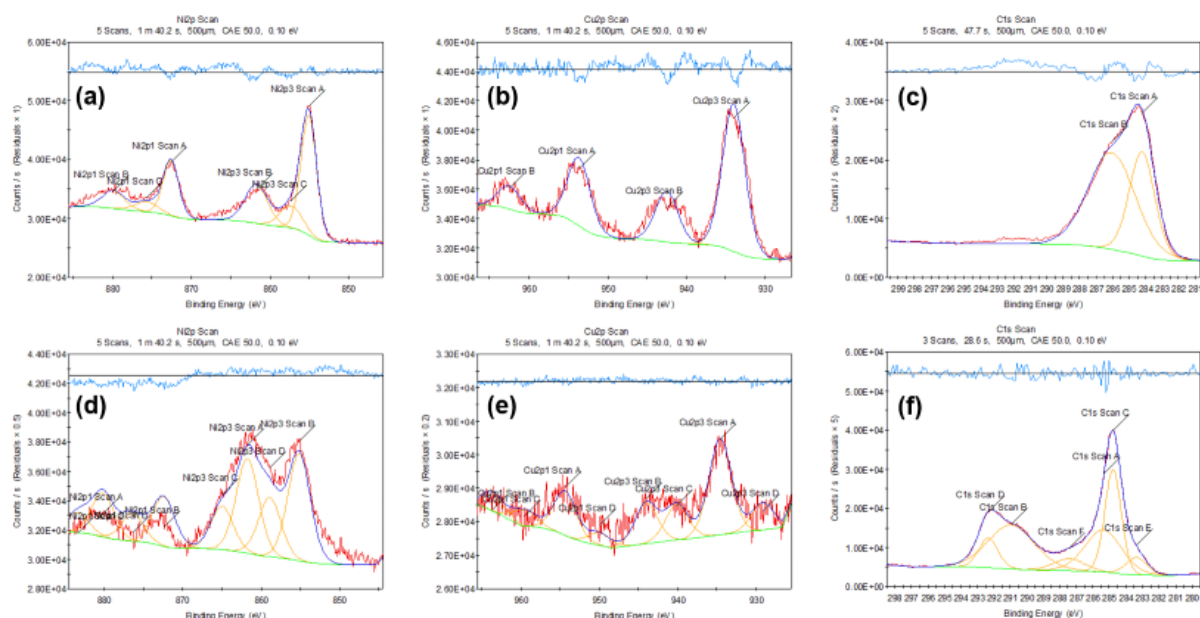 Ni2p Scan
5 Scans, 1 m 40.2 s, 500µm, CAE 50.0, 0.10 eV
6.00E+04
5.00E+04
4.00E+04
3.00E+04
2.00E+04
Counts / s (Residuals × 1)
(a)
Ni2p3 Scan A
Ni2p1 Scan A
Ni2p1 Scan B
Ni2p1 Scan C
Ni2p3 Scan B
Ni2p3 Scan C
880
870
860
850
Binding Energy (eV)
Cu2p Scan
5 Scans, 1 m 40.2 s, 500µm, CAE 50.0, 0.10 eV
4.60E+04
4.40E+04
4.20E+04
4.00E+04
3.80E+04
3.60E+04
3.40E+04
3.20E+04
3.00E+04
Counts / s (Residuals × 1)
(b)
Cu2p3 Scan A
Cu2p1 Scan A
Cu2p1 Scan B
Cu2p3 Scan B
960
950
940
930
Binding Energy (eV)
C1s Scan
5 Scans, 47.7 s, 500µm, CAE 50.0, 0.10 eV
4.00E+04
3.00E+04
2.00E+04
1.00E+04
0.00E+00
Counts / s (Residuals × 2)
(c)
C1s Scan A
C1s Scan B
299 298 297 296 295 294 293 292 291 290 289 288 287 286 285 284 283 282 281
Binding Energy (eV)
Ni2p Scan
5 Scans, 1 m 40.2 s, 500µm, CAE 50.0, 0.10 eV
4.40E+04
4.20E+04
4.00E+04
3.80E+04
3.60E+04
3.40E+04
3.20E+04
3.00E+04
2.80E+04
Counts / s (Residuals × 0.5)
(d)
Ni2p3 Scan A
Ni2p3 Scan B
Ni2p3 Scan D
Ni2p3 Scan C
Ni2p1 Scan A
Ni2p1 Scan B
880
870
860
850
Binding Energy (eV)
Cu2p Scan
5 Scans, 1 m 40.2 s, 500µm, CAE 50.0, 0.10 eV
3.30E+04
3.20E+04
3.10E+04
3.00E+04
2.90E+04
2.80E+04
2.70E+04
2.60E+04
Counts / s (Residuals × 0.2)
(e)
Cu2p3 Scan A
Cu2p1 Scan A
Cu2p1 Scan B
Cu2p3 Scan B
Cu2p3 Scan C
Cu2p3 Scan D
Cu2p1 Scan D
960
950
940
930
Binding Energy (eV)
C1s Scan
3 Scans, 28.6 s, 500µm, CAE 50.0, 0.10 eV
6.00E+04
5.00E+04
4.00E+04
3.00E+04
2.00E+04
1.00E+04
0.00E+00
Counts / s (Residuals × 5)
(f)
C1s Scan C
C1s Scan A
C1s Scan D
C1s Scan B
C1s Scan E
298 297 296 295 294 293 292 291 290 289 288 287 286 285 284 283 282 281 280
Binding Energy (eV)